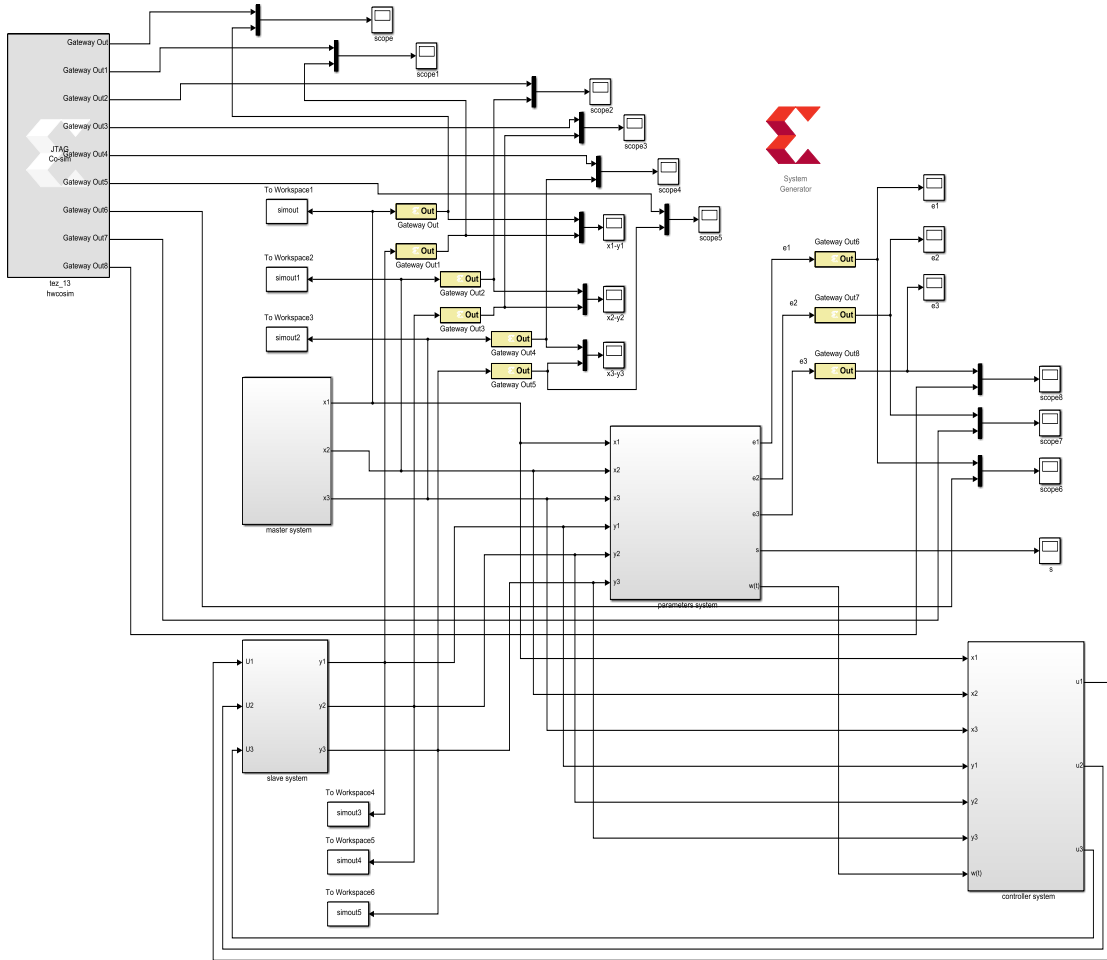 Gateway Out
Gateway Out1
Gateway Out2
Gateway Out3
Gateway Out4
Gateway Out5
Gateway Out6
Gateway Out7
Gateway Out8
JTAG
Co-sim
tez_13
hwcosim
scope
scope1
scope2
scope3
scope4
scope5
System
Generator
To Workspace1
simout
To Workspace2
simout1
To Workspace3
simout2
Out
Gateway Out
Out
Gateway Out1
Out
Gateway Out2
Out
Gateway Out3
Out
Gateway Out4
Out
Gateway Out5
x1-y1
x2-y2
x3-y3
e1
Gateway Out6
Out
e2
Gateway Out7
Out
e3
Gateway Out8
Out
e1
e2
e3
scope8
scope7
scope6
s
x1
x2
x3
master system
x1
x2
x3
y1
y2
y3
e1
e2
e3
s
w(t)
parameters system
U1
U2
U3
y1
y2
y3
slave system
To Workspace4
simout3
To Workspace5
simout4
To Workspace6
simout5
x1
x2
x3
y1
y2
y3
w(t)
u1
u2
u3
controller system